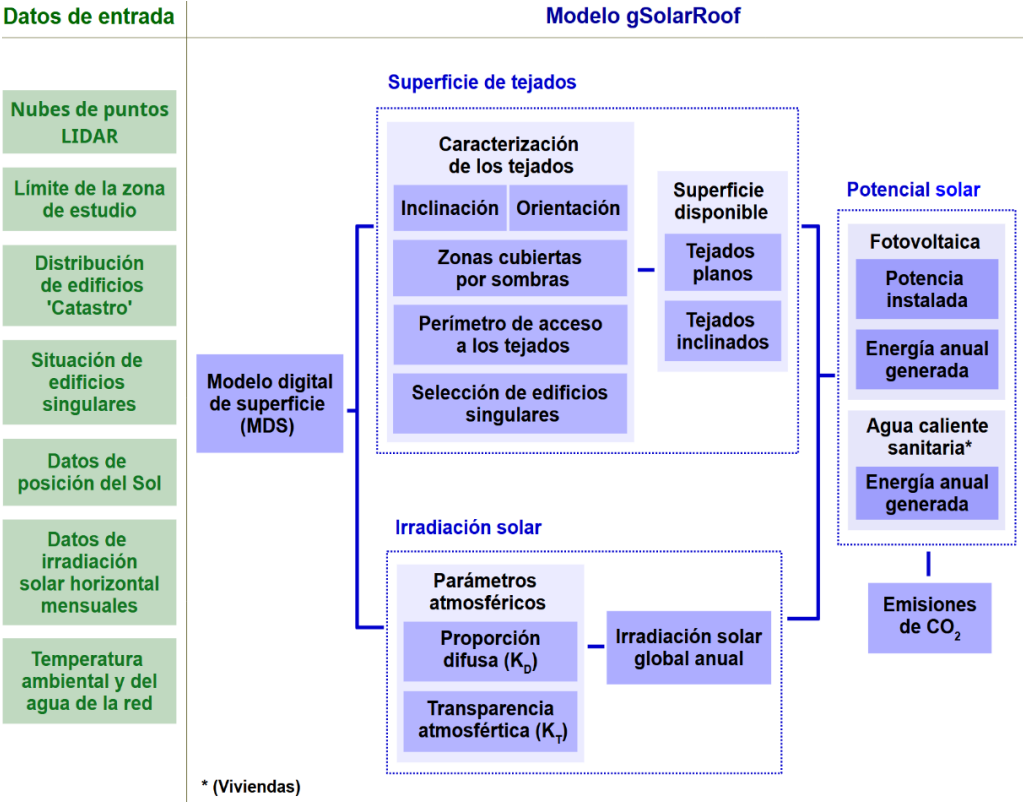 Datos de entrada
Modelo gSolarRoof
Nubes de puntos
LIDAR
Límite de la zona
de estudio
Distribución
de edificios
'Catastro'
Situación de
edificios
singulares
Datos de
posición del Sol
Datos de
irradiación
solar horizontal
mensuales
Temperatura
ambiental y del
agua de la red
Modelo digital
de superficie
(MDS)
Superficie de tejados
Caracterización
de los tejados
Inclinación
Orientación
Zonas cubiertas
por sombras
Perímetro de acceso
a los tejados
Selección de edificios
singulares
Superficie
disponible
Tejados
planos
Tejados
inclinados
Irradiación solar
Parámetros
atmosféricos
Proporción
difusa (K_D)
Transparencia
atmosfértica (K_T)
Irradiación solar
global anual
Potencial solar
Fotovoltaica
Potencia
instalada
Energía anual
generada
Agua caliente
sanitaria*
Energía anual
generada
Emisiones
de CO₂
* (Viviendas)